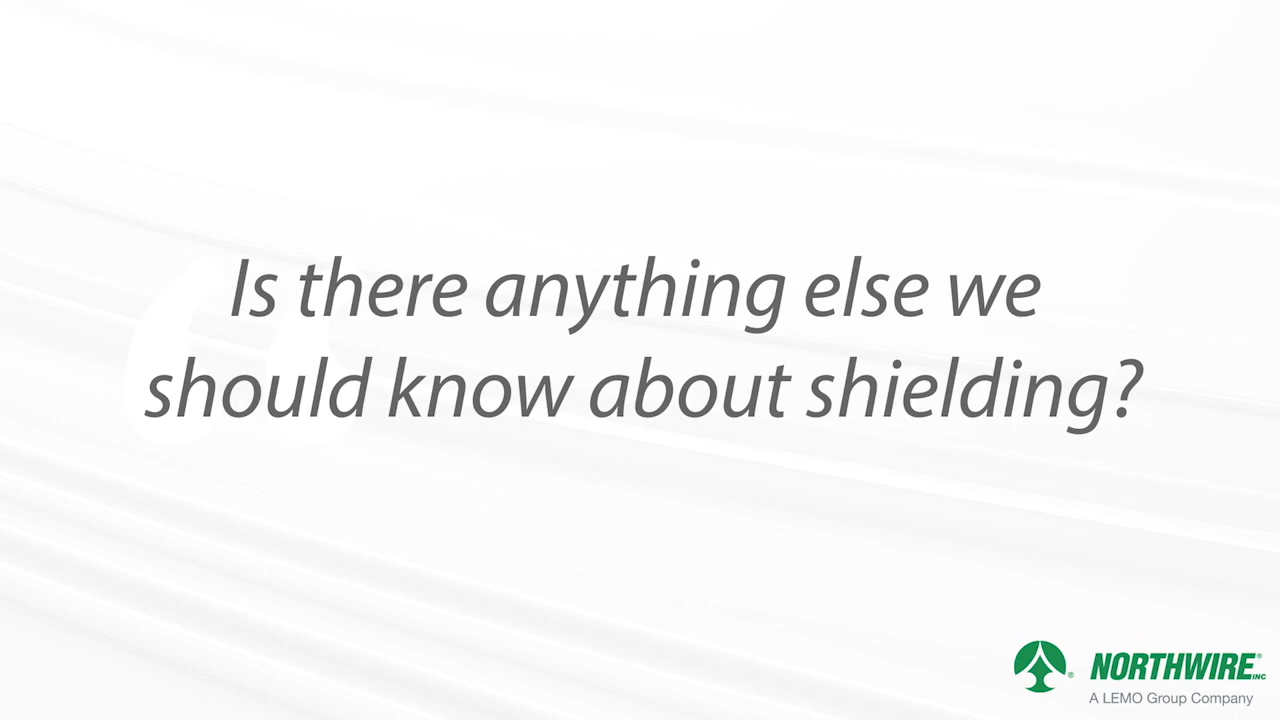 Is there anything else we
should know about shielding?
NORTHWIRE® INC
®
A LEMO Group Company